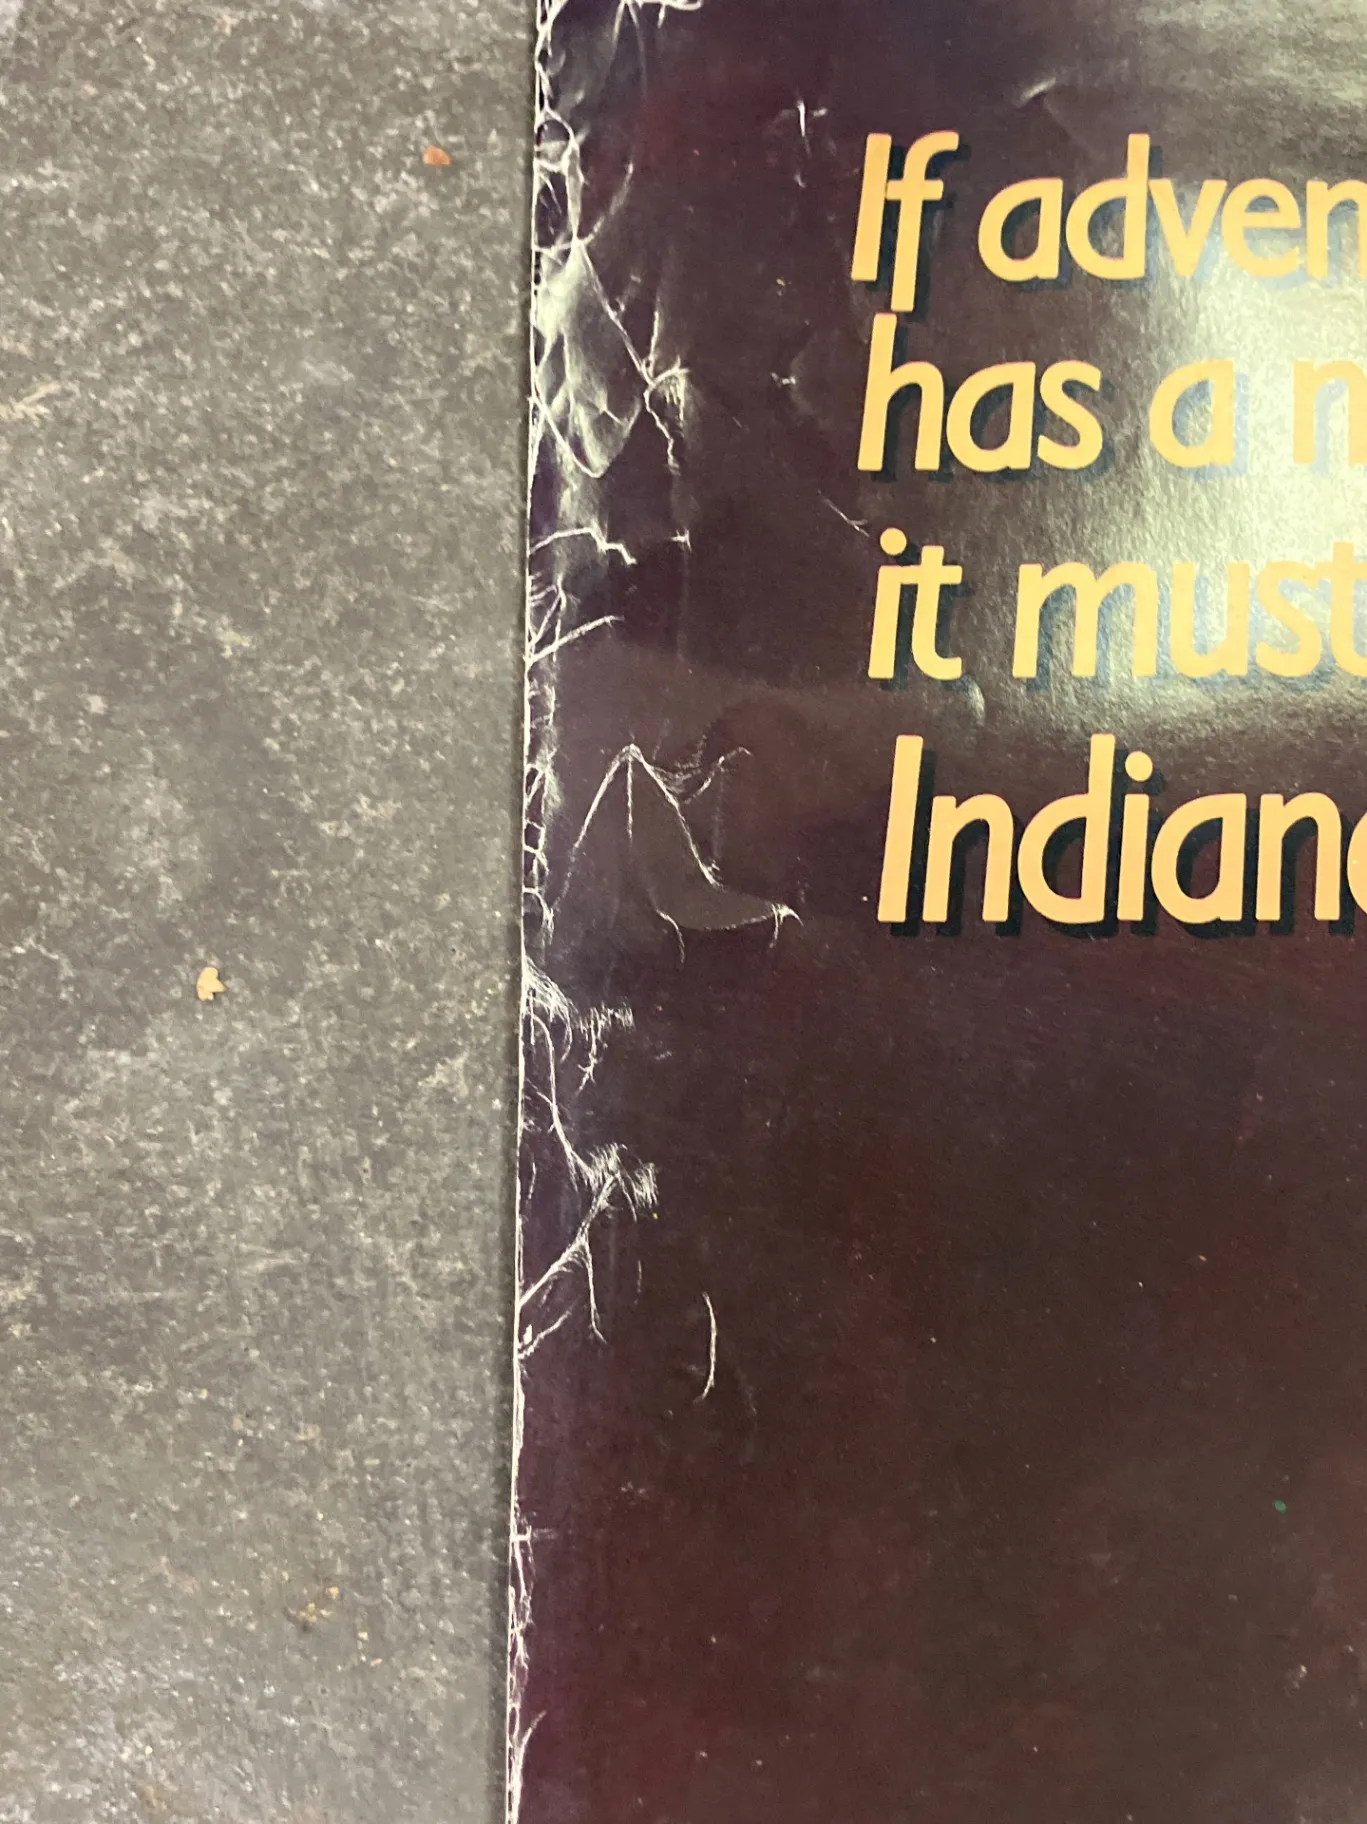 If adven
has a n
it must
Indiana